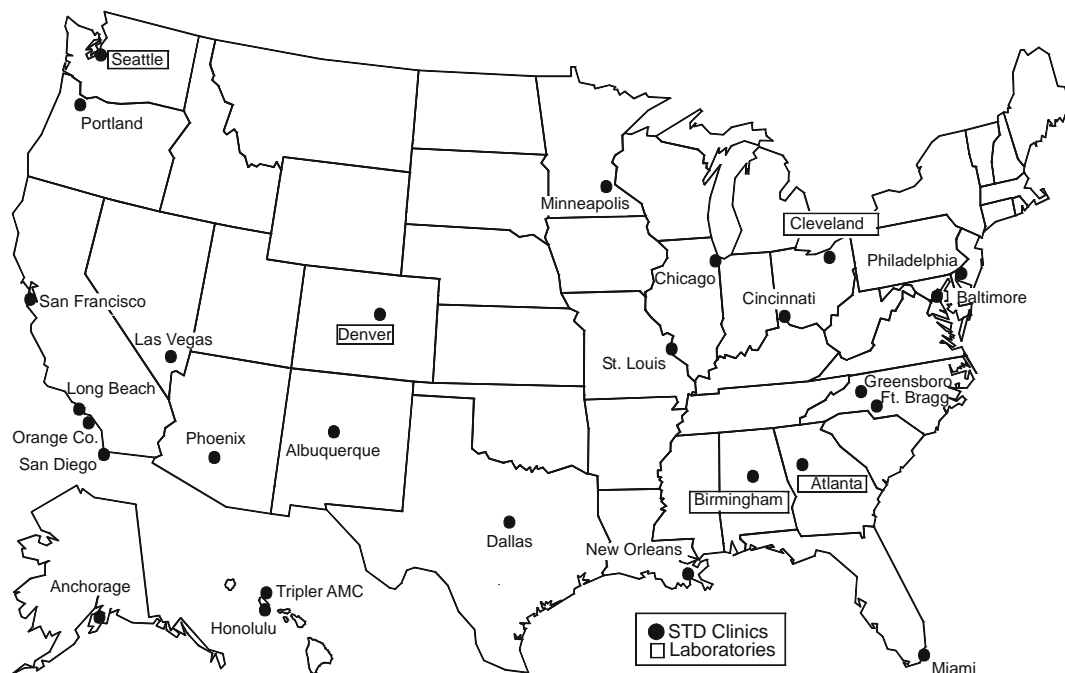 Seattle
Portland
Minneapolis
Cleveland
Philadelphia
Chicago
Cincinnati
Baltimore
San Francisco
Denver
Las Vegas
St. Louis
Long Beach
Greensboro
Ft. Bragg
Orange Co.
Phoenix
Albuquerque
San Diego
Atlanta
Birmingham
Dallas
New Orleans
Anchorage
Tripler AMC
Honolulu
STD Clinics
Laboratories
Miami